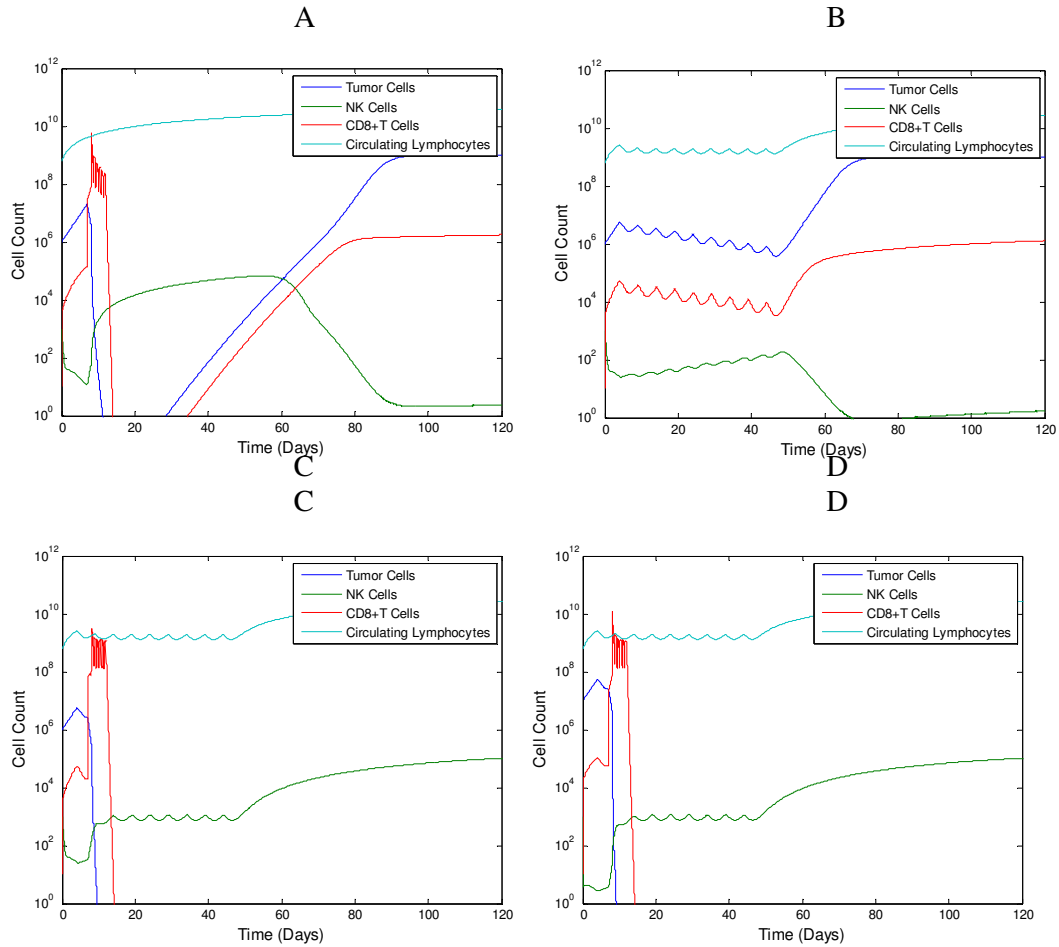 A
B
10^12
10^10
10^8
10^6
10^4
10^2
10^0
Cell Count
Tumor Cells
NK Cells
CD8+T Cells
Circulating Lymphocytes
0 20 40 60 80 100 120
Time (Days)
10^12
10^10
10^8
10^6
10^4
10^2
10^0
Cell Count
Tumor Cells
NK Cells
CD8+T Cells
Circulating Lymphocytes
0 20 40 60 80 100 120
Time (Days)
C
D
C
D
10^12
10^10
10^8
10^6
10^4
10^2
10^0
Cell Count
Tumor Cells
NK Cells
CD8+T Cells
Circulating Lymphocytes
0 20 40 60 80 100 120
Time (Days)
10^12
10^10
10^8
10^6
10^4
10^2
10^0
Cell Count
Tumor Cells
NK Cells
CD8+T Cells
Circulating Lymphocytes
0 20 40 60 80 100 120
Time (Days)